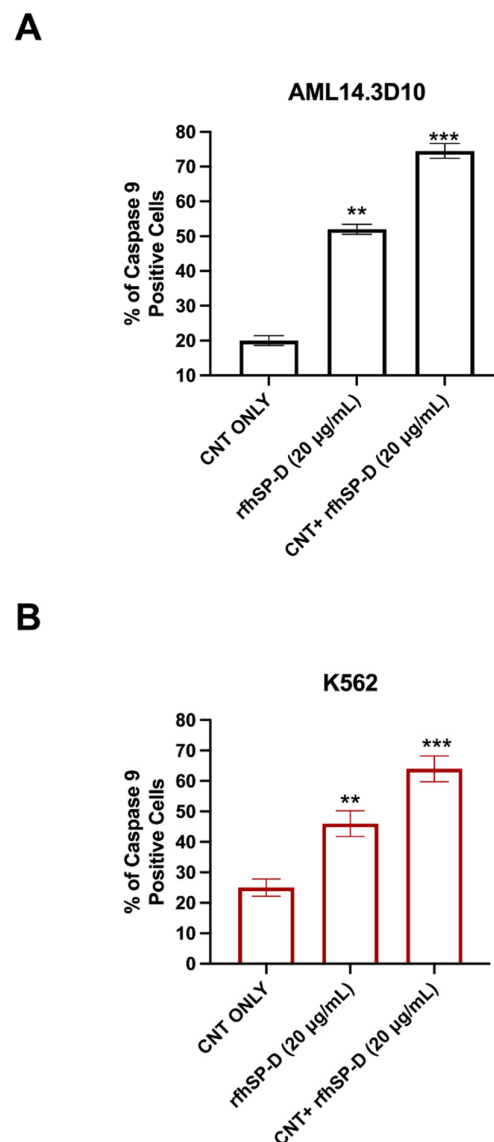 A
AML14.3D10
% of Caspase 9
Positive Cells
80
70
60
50
40
30
20
10
**
***
CNT ONLY
rfhSP-D (20 µg/mL)
CNT+ rfhSP-D (20 µg/mL)
B
K562
% of Caspase 9
Positive Cells
80
70
60
50
40
30
20
10
0
**
***
CNT ONLY
rfhSP-D (20 µg/mL)
CNT+ rfhSP-D (20 µg/mL)